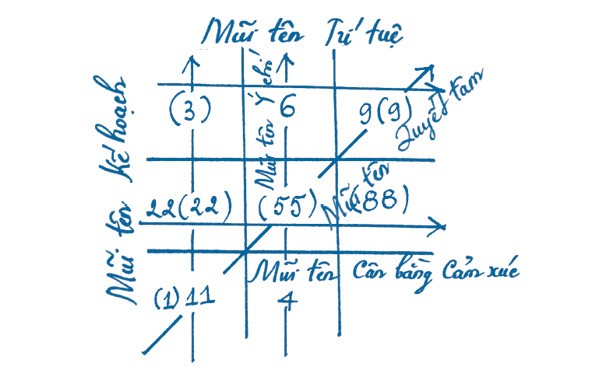 Mũi tên Trí tuệ
Mũi tên Kế hoạch
Mũi tên Ý chí
(3) 6 9(9)
Mũi tên Quyết tâm
22(22) (55) (88)
Mũi tên Cân bằng Cảm xúc
(1)11 4